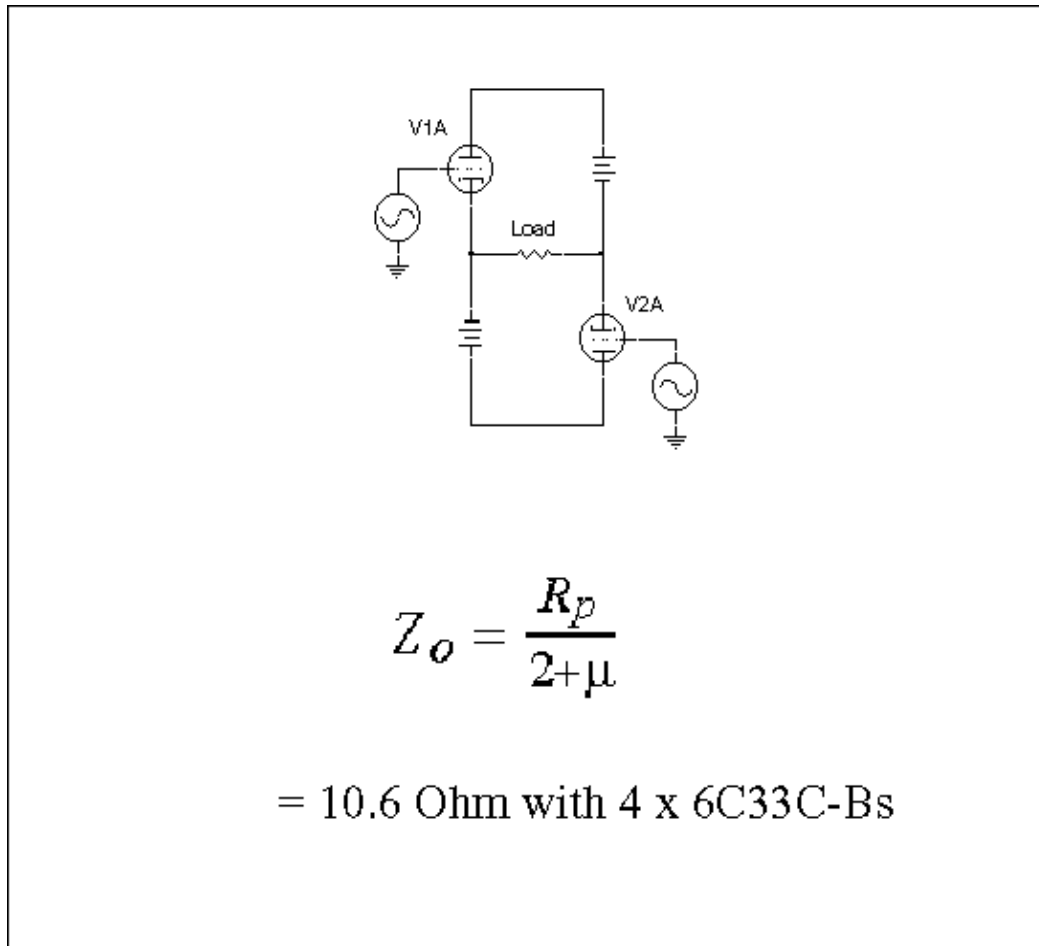 V1A
Load
V2A
Zo = Rp / 2+μ
= 10.6 Ohm with 4 x 6C33C-Bs